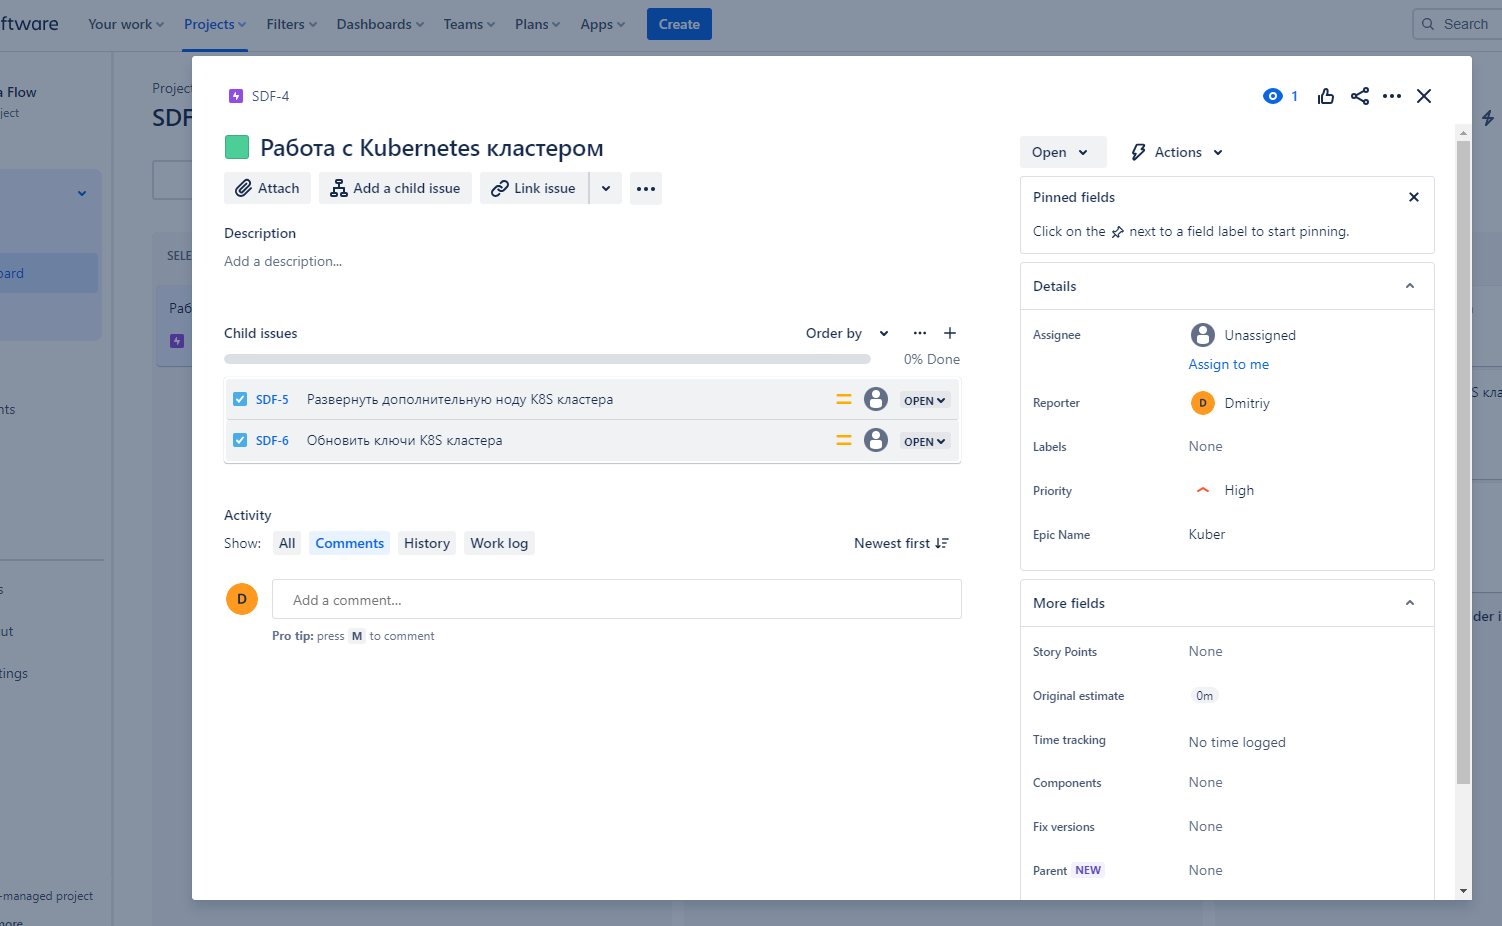 ftware Your work Projects Filters Dashboards Teams Plans Apps Create Search
a Flow
ject
Projec
SDF
SELE
oard
Раб
nts
s
ut
tings
-managed project
more
SDF-4
1
Работа с Kubernetes кластером
Attach Add a child issue Link issue
Description
Add a description...
Child issues
Order by
0% Done
SDF-5 Развернуть дополнительную ноду K8S кластера OPEN
SDF-6 Обновить ключи K8S кластера OPEN
Activity
Show: All Comments History Work log Newest first
D Add a comment...
Pro tip: press M to comment
Open Actions
Pinned fields
Click on the next to a field label to start pinning.
Details
Assignee Unassigned
Assign to me
Reporter D Dmitriy
Labels None
Priority High
Epic Name Kuber
More fields
Story Points None
Original estimate 0m
Time tracking No time logged
Components None
Fix versions None
Parent NEW None
S кла
der i